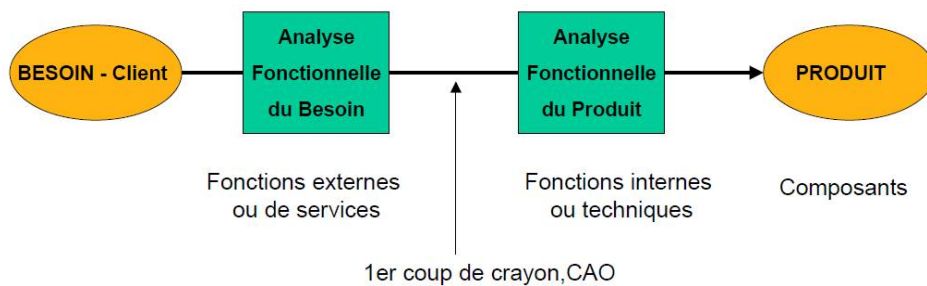 BESOIN - Client
Analyse
Fonctionnelle
du Besoin
Analyse
Fonctionnelle
du Produit
PRODUIT
Fonctions externes
ou de services
Fonctions internes
ou techniques
Composants
1er coup de crayon,CAO